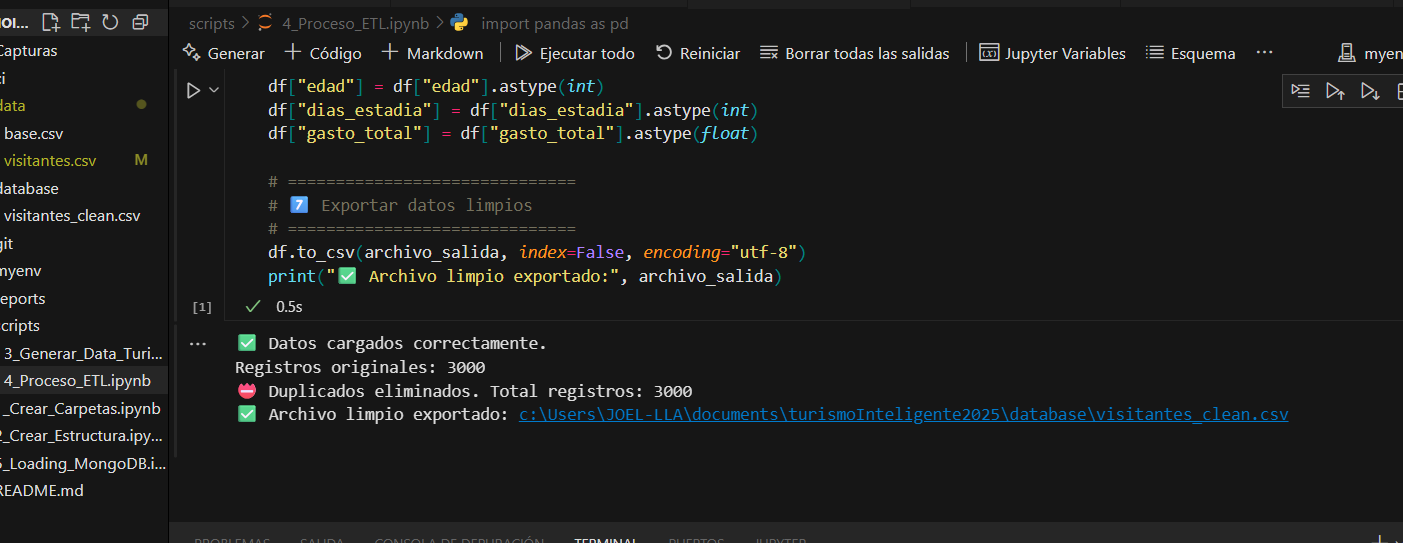 OI...
scripts > 4_Proceso_ETL.ipynb > import pandas as pd
Generar + Código + Markdown Ejecutar todo Reiniciar Borrar todas las salidas Jupyter Variables Esquema ... myen
Capturas
ci
data
base.csv
visitantes.csv M
database
visitantes_clean.csv
git
myenv
reports
scripts
3_Generar_Data_Turi...
4_Proceso_ETL.ipynb
_Crear_Carpetas.ipynb
2_Crear_Estructura.ipy...
5_Loading_MongoDB.i...
README.md
df["edad"] = df["edad"].astype(int)
df["dias_estadia"] = df["dias_estadia"].astype(int)
df["gasto_total"] = df["gasto_total"].astype(float)
# ==============================
# 7️⃣ Exportar datos limpios
# ==============================
df.to_csv(archivo_salida, index=False, encoding="utf-8")
print("✅ Archivo limpio exportado:", archivo_salida)
[1] ✓ 0.5s
... ✅ Datos cargados correctamente.
Registros originales: 3000
📛 Duplicados eliminados. Total registros: 3000
✅ Archivo limpio exportado: c:\Users\JOEL-LLA\documents\turismoInteligente2025\database\visitantes_clean.csv
PROBLEMAS SALIDA CONSOLA DE DEPURACIÓN TERMINAL PUERTOS JUPYTER